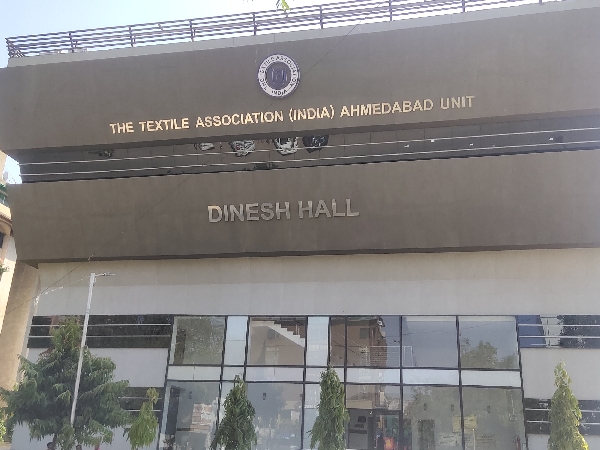 THE TEXTILE ASSOCIATION (INDIA) AHMEDABAD UNIT
DINESH HALL